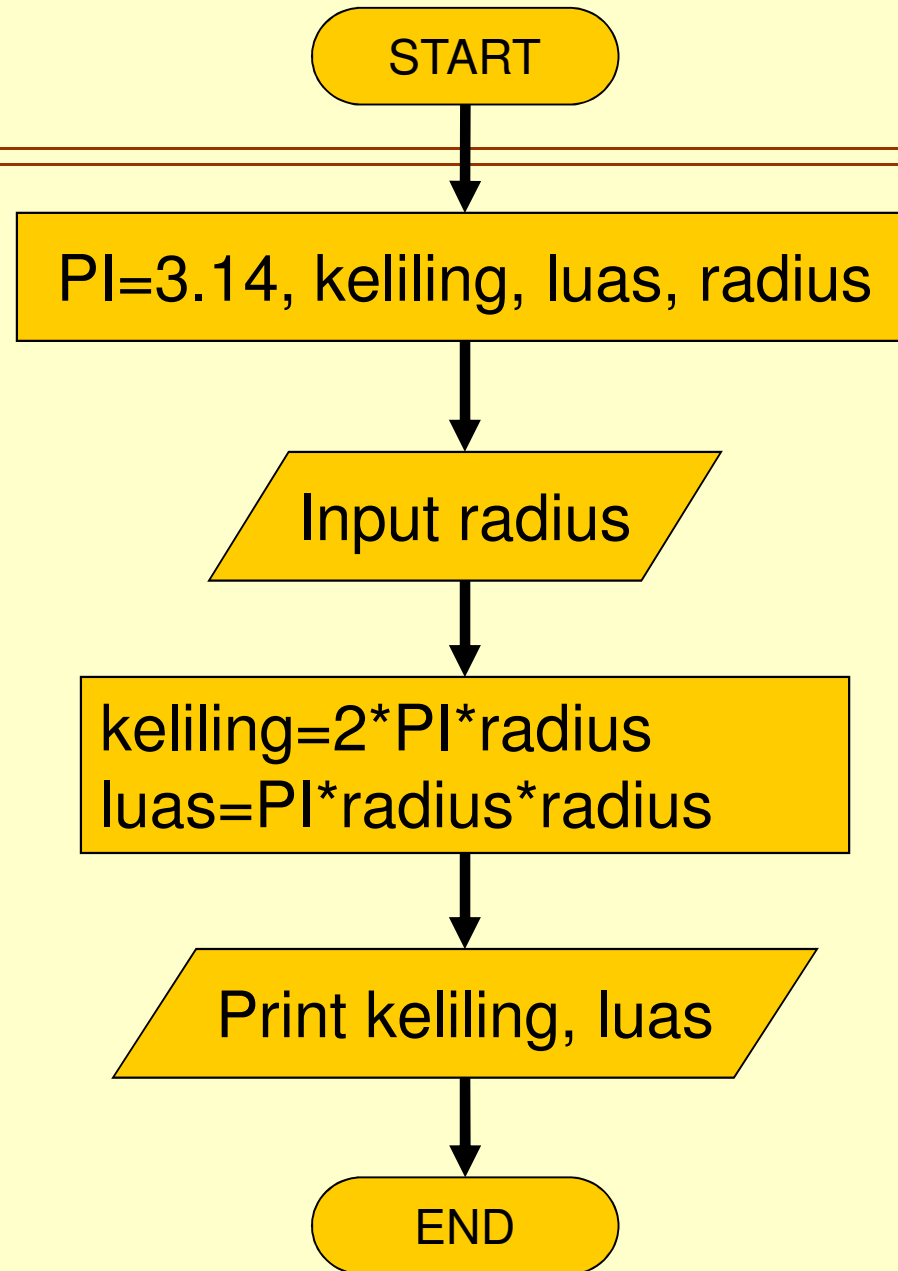 START
PI=3.14, keliling, luas, radius
Input radius
keliling=2*PI*radius
luas=PI*radius*radius
Print keliling, luas
END